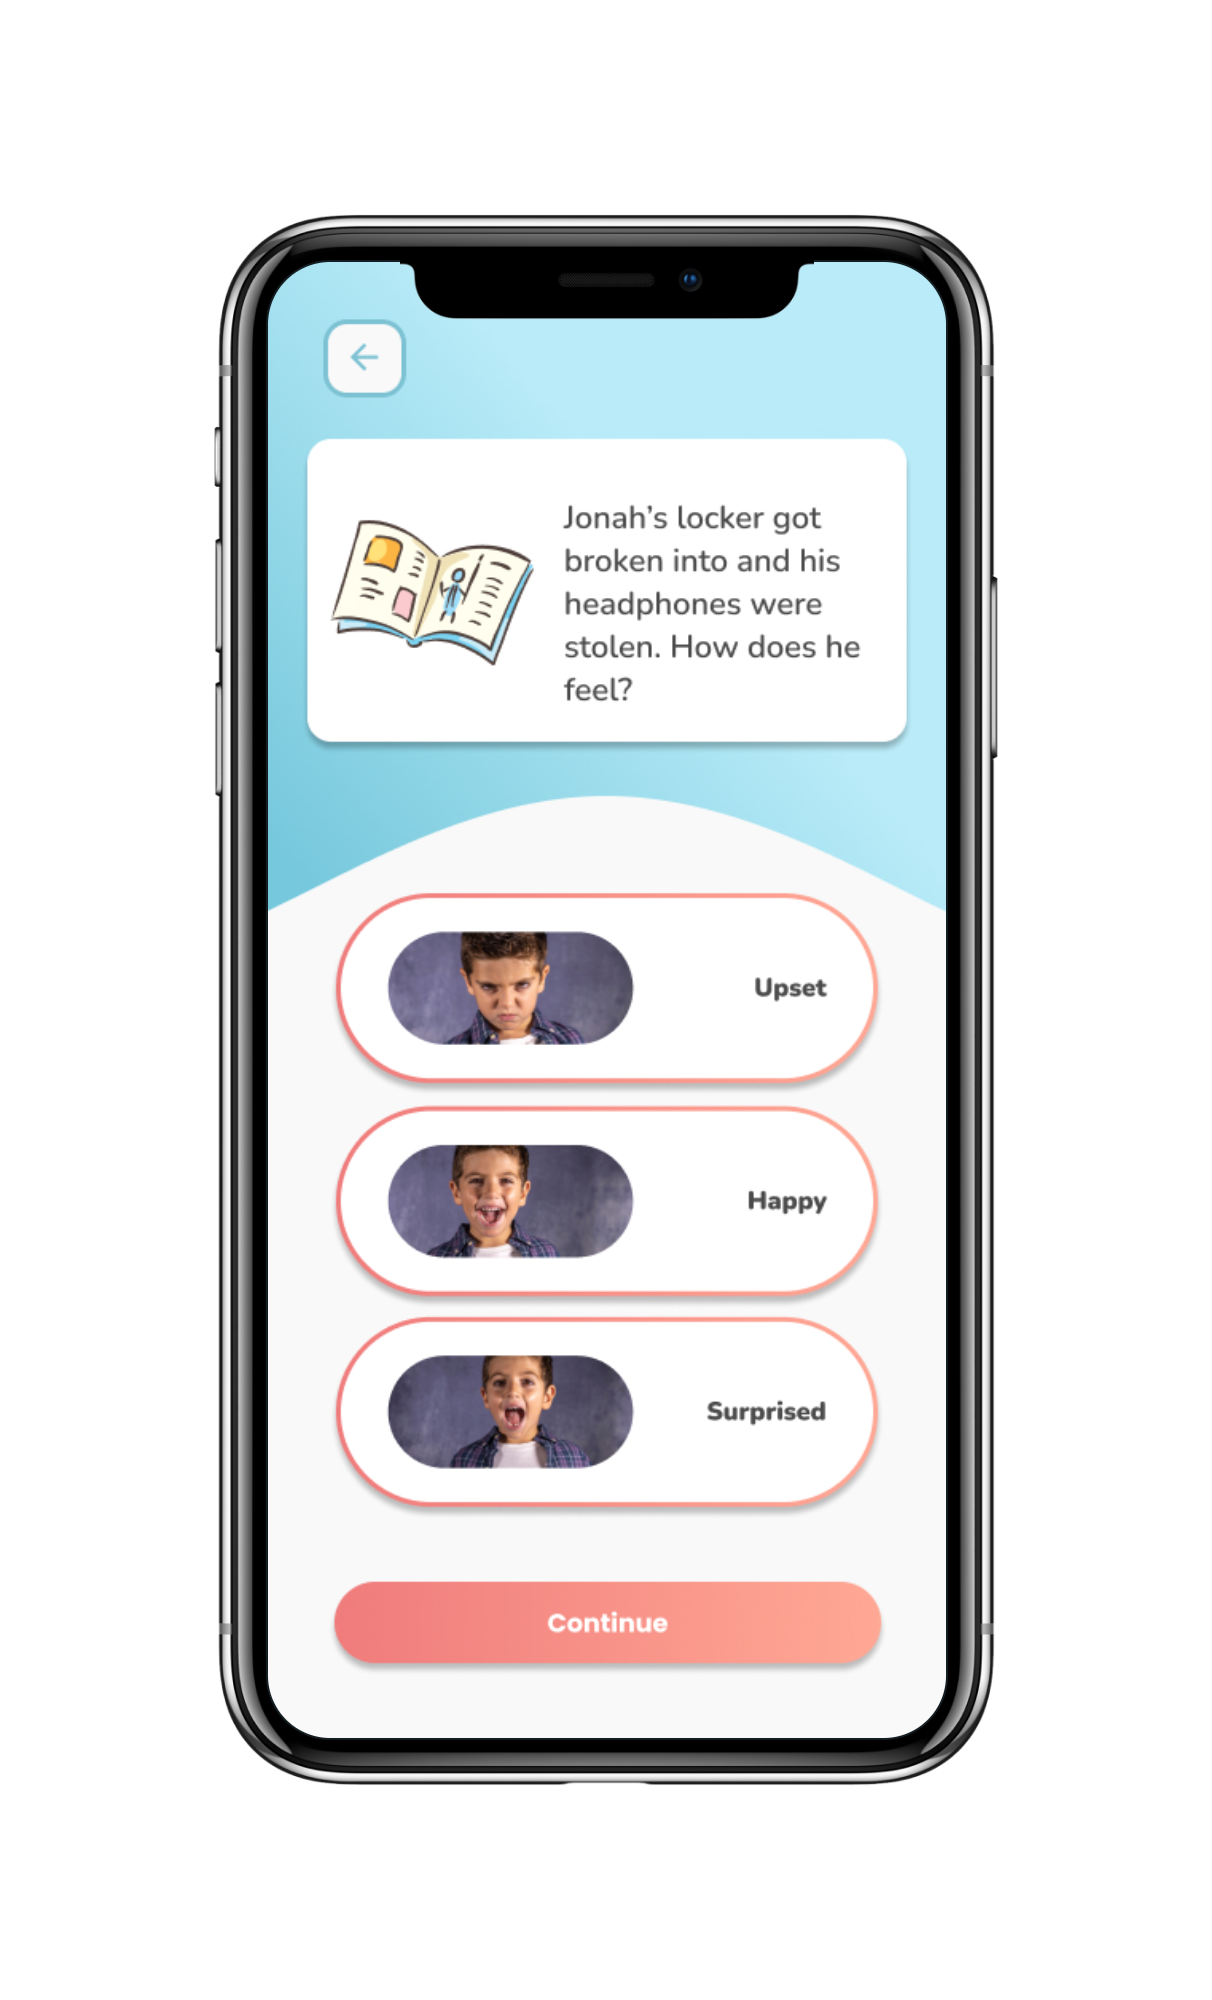 Jonah’s locker got
broken into and his
headphones were
stolen. How does he
feel?
Upset
Happy
Surprised
Continue